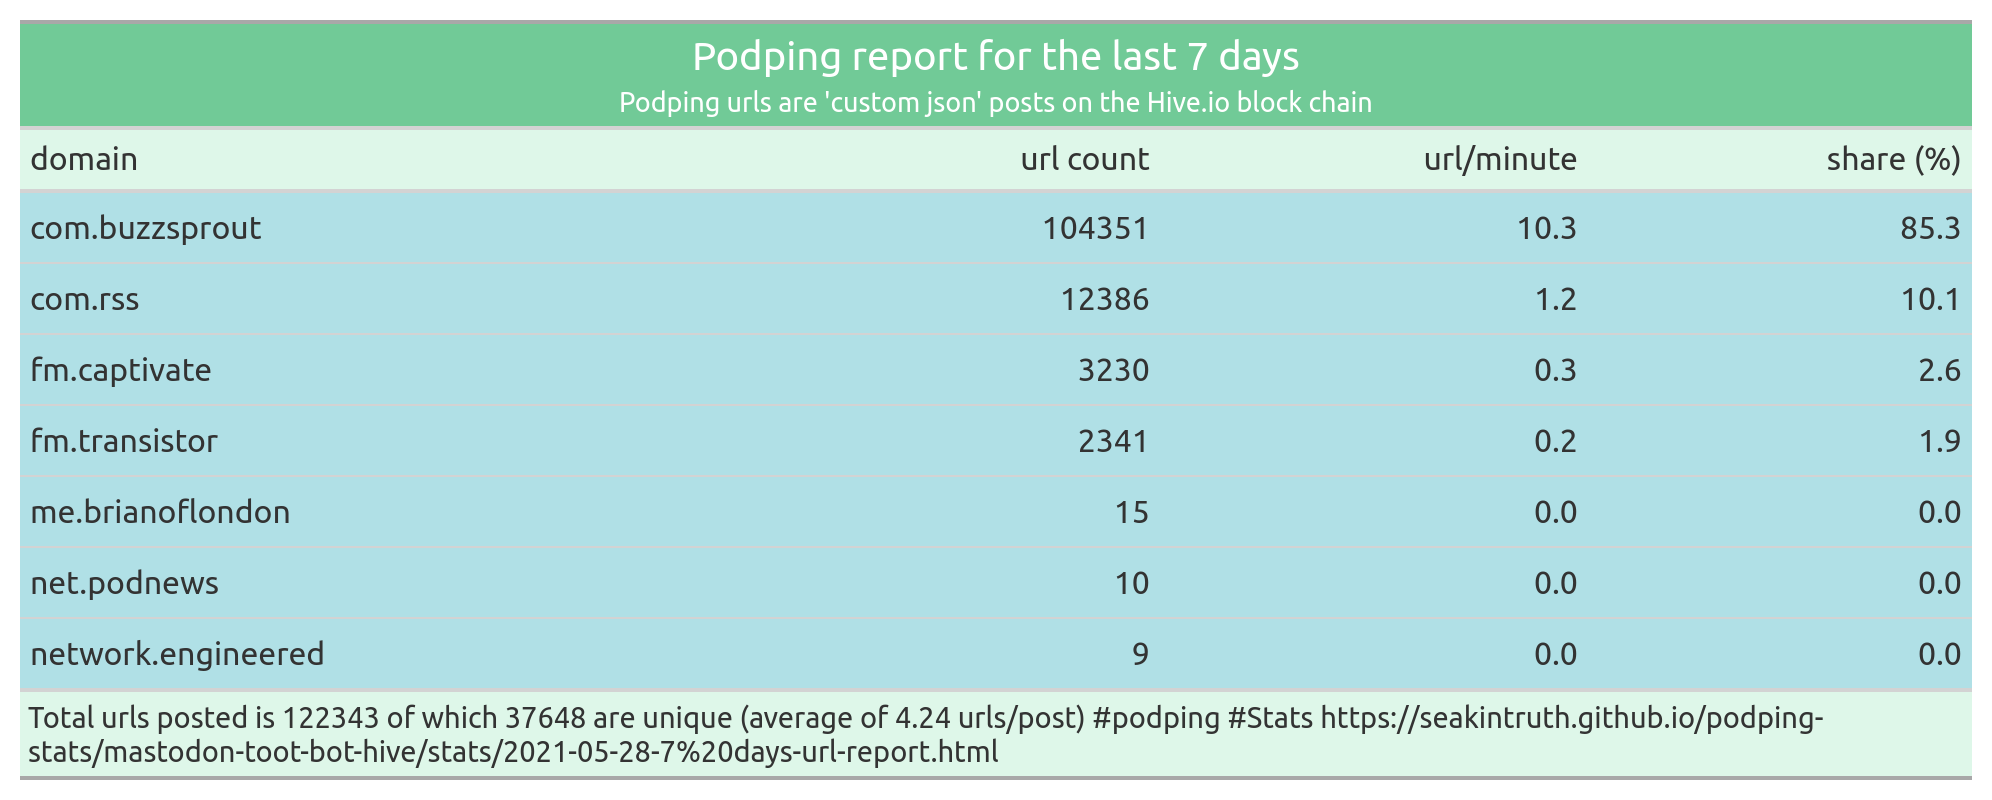 Podping report for the last 7 days
Podping urls are 'custom json' posts on the Hive.io block chain
domain url count url/minute share (%)
com.buzzsprout 104351 10.3 85.3
com.rss 12386 1.2 10.1
fm.captivate 3230 0.3 2.6
fm.transistor 2341 0.2 1.9
me.brianoflondon 15 0.0 0.0
net.podnews 10 0.0 0.0
network.engineered 9 0.0 0.0
Total urls posted is 122343 of which 37648 are unique (average of 4.24 urls/post) #podping #Stats https://seakintruth.github.io/podping-
stats/mastodon-toot-bot-hive/stats/2021-05-28-7%20days-url-report.html